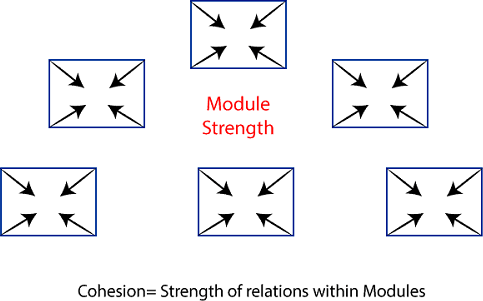 Module
Strength
Cohesion= Strength of relations within Modules